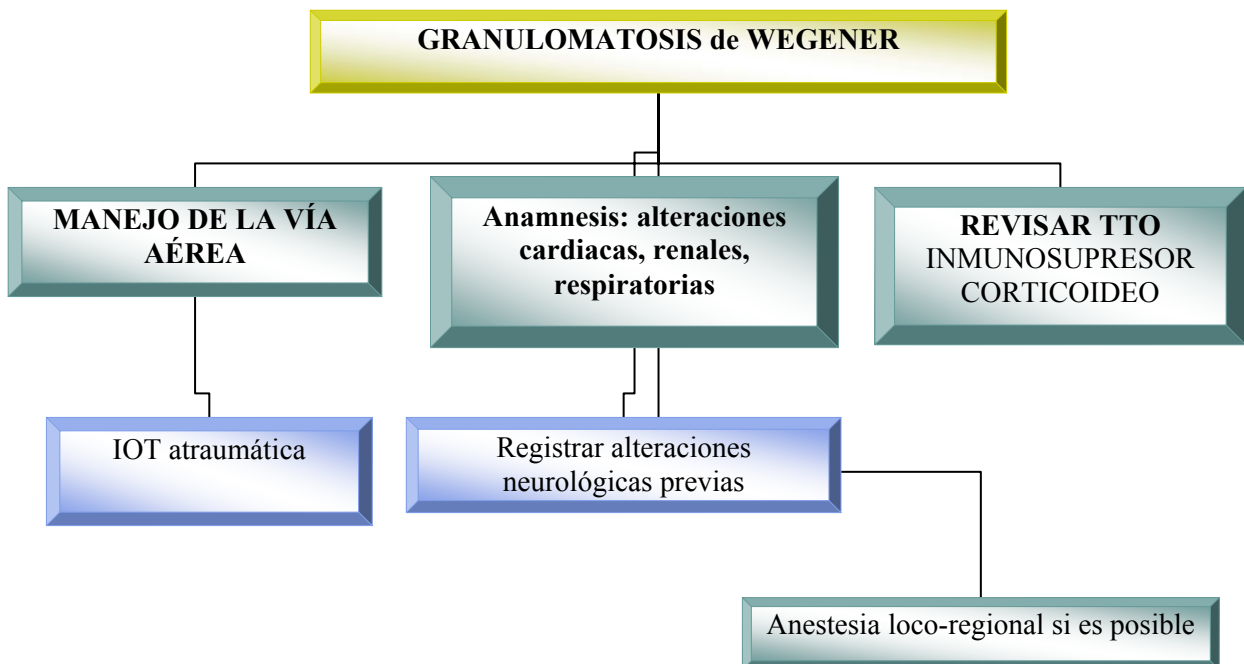 GRANULOMATOSIS de WEGENER
MANEJO DE LA VÍA
AÉREA
Anamnesis: alteraciones
cardiacas, renales,
respiratorias
REVISAR TTO
INMUNOSUPRESOR
CORTICOIDEO
IOT atraumática
Registrar alteraciones
neurológicas previas
Anestesia loco-regional si es posible